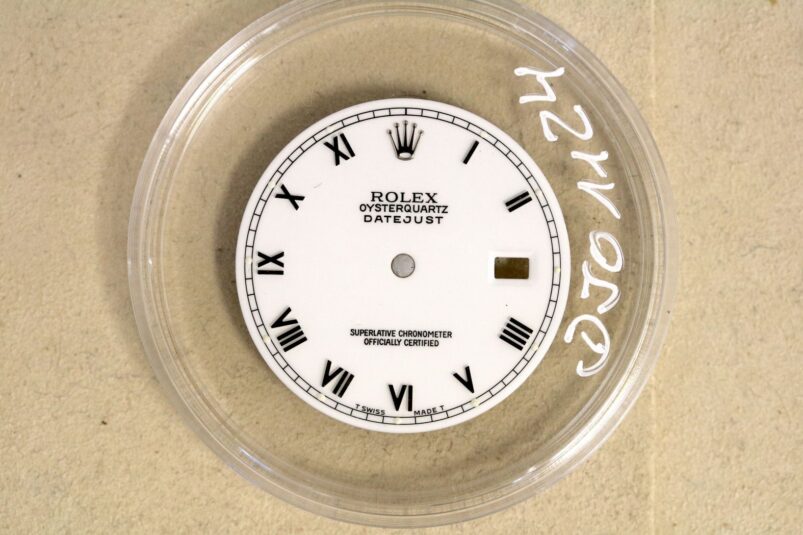 XI
I
X
II
ROLEX
OYSTERQUARTZ
DATEJUST
IX
SUPERLATIVE CHRONOMETER
OFFICIALLY CERTIFIED
VIII
IIII
VII
VI
V
T SWISS MADE T